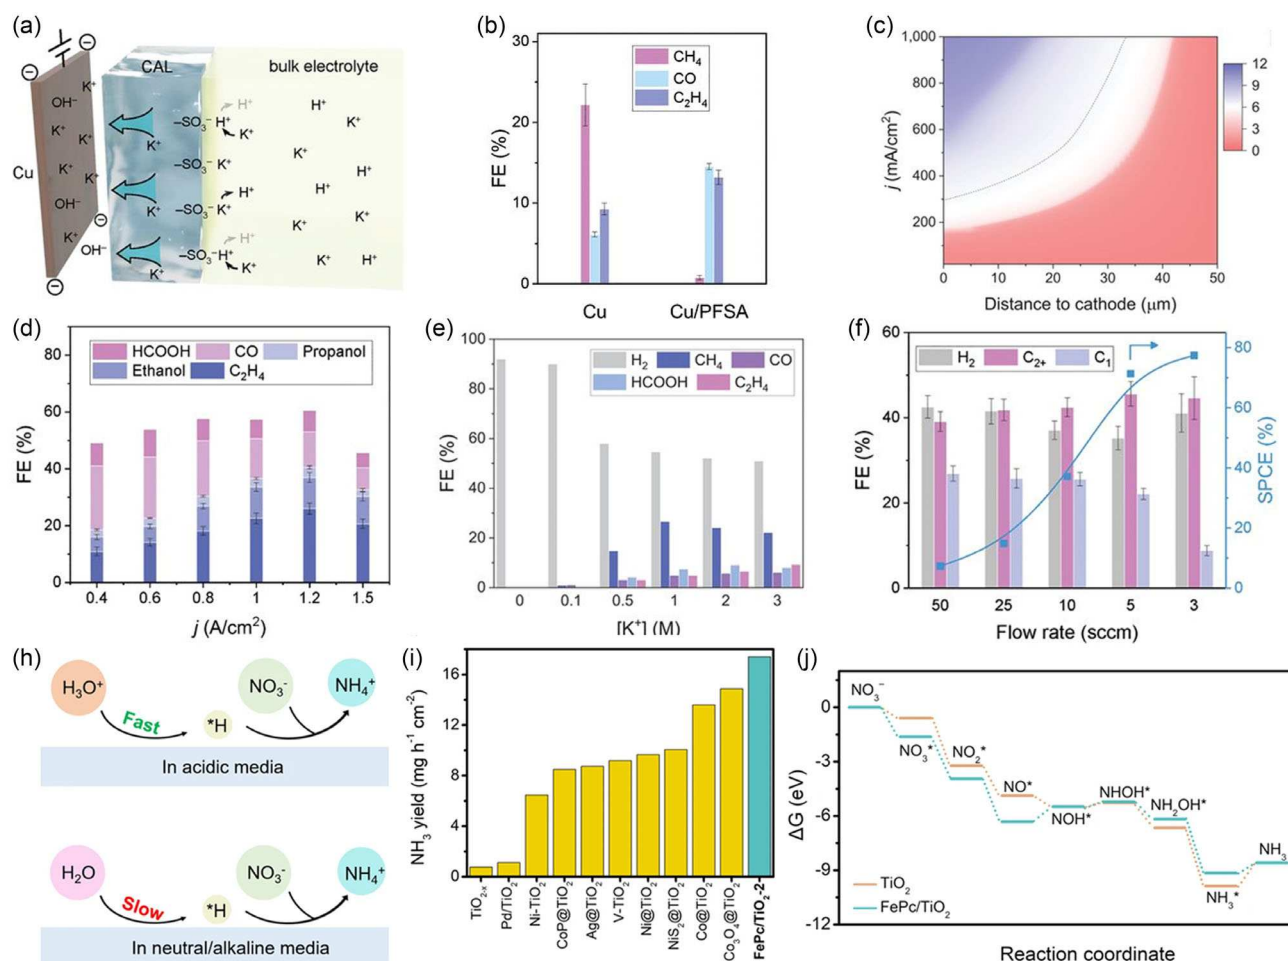 (a)
CAL
bulk electrolyte
Cu
K⁺
OH⁻
K⁺
K⁺
K⁺
K⁺
K⁺
OH⁻
K⁺
OH⁻
K⁺
K⁺
K⁺
K⁺
–SO₃⁻H⁺
H⁺
K⁺
–SO₃⁻K⁺
–SO₃⁻K⁺
H⁺
–SO₃⁻H⁺
H⁺
K⁺
H⁺
K⁺
K⁺
H⁺
K⁺
K⁺
K⁺
H⁺
(b)
30
20
10
0
FE (%)
CH₄
CO
C₂H₄
Cu
Cu/PFSA
(c)
1,000
800
600
400
200
j (mA/cm²)
0
10
20
30
40
50
Distance to cathode (μm)
12
9
6
3
0
(d)
80
60
40
20
0
FE (%)
HCOOH
CO
Propanol
Ethanol
C₂H₄
0.4
0.6
0.8
1
1.2
1.5
j (A/cm²)
(e)
100
80
60
40
20
0
FE (%)
H₂
CH₄
CO
HCOOH
C₂H₄
0
0.1
0.5
1
2
3
[K⁺] (M)
(f)
60
40
20
0
FE (%)
H₂
C₂₊
C₁
80
70
60
40
20
0
SPCE (%)
50
25
10
5
3
Flow rate (sccm)
(h)
H₃O⁺
Fast
*H
NO₃⁻
NH₄⁺
In acidic media
H₂O
Slow
*H
NO₃⁻
NH₄⁺
In neutral/alkaline media
(i)
16
12
8
4
0
NH₃ yield (mg h⁻¹ cm⁻²)
TiO₂₋ₓ
Pd/TiO₂
Ni-TiO₂
CoP@TiO₂
Ag@TiO₂
V-TiO₂
Ni@TiO₂
NiS₂@TiO₂
Co@TiO₂
Co₃O₄@TiO₂
FePc/TiO₂-2
(j)
0
-3
-6
-9
-12
ΔG (eV)
NO₃⁻
NO₃*
NO₂*
NO*
NOH*
NHOH*
NH₂OH*
NH₃*
NH₃
TiO₂
FePc/TiO₂
Reaction coordinate